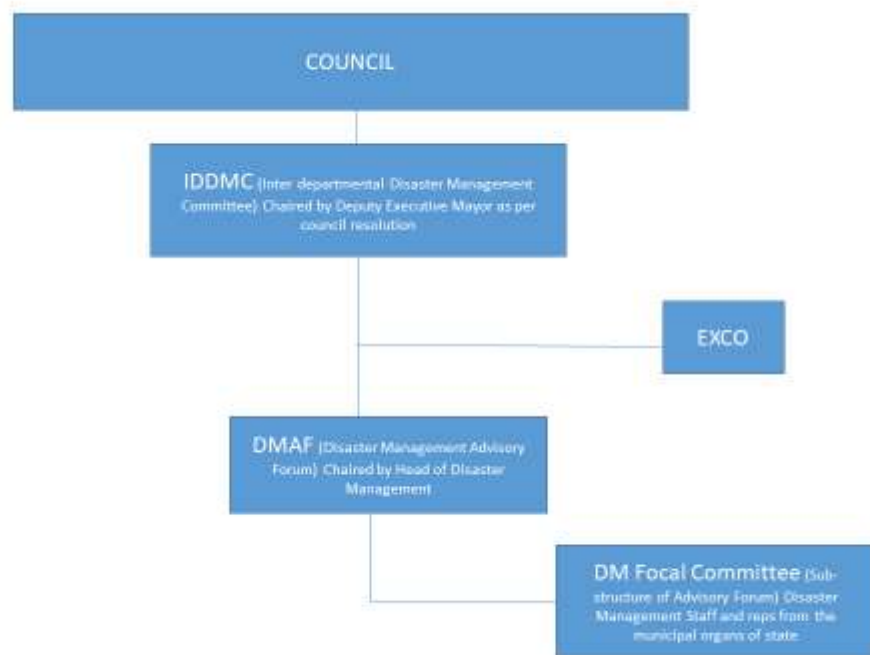 COUNCIL
IDDMC (Inter departmental Disaster Management
Committee) Chaired by Deputy Executive Mayor as per
council resolution
EXCO
DMAF (Disaster Management Advisory
Forum) Chaired by Head of Disaster
Management
DM Focal Committee (Sub-
structure of Advisory Forum) Disaster
Management Staff and reps from the
municipal organs of state